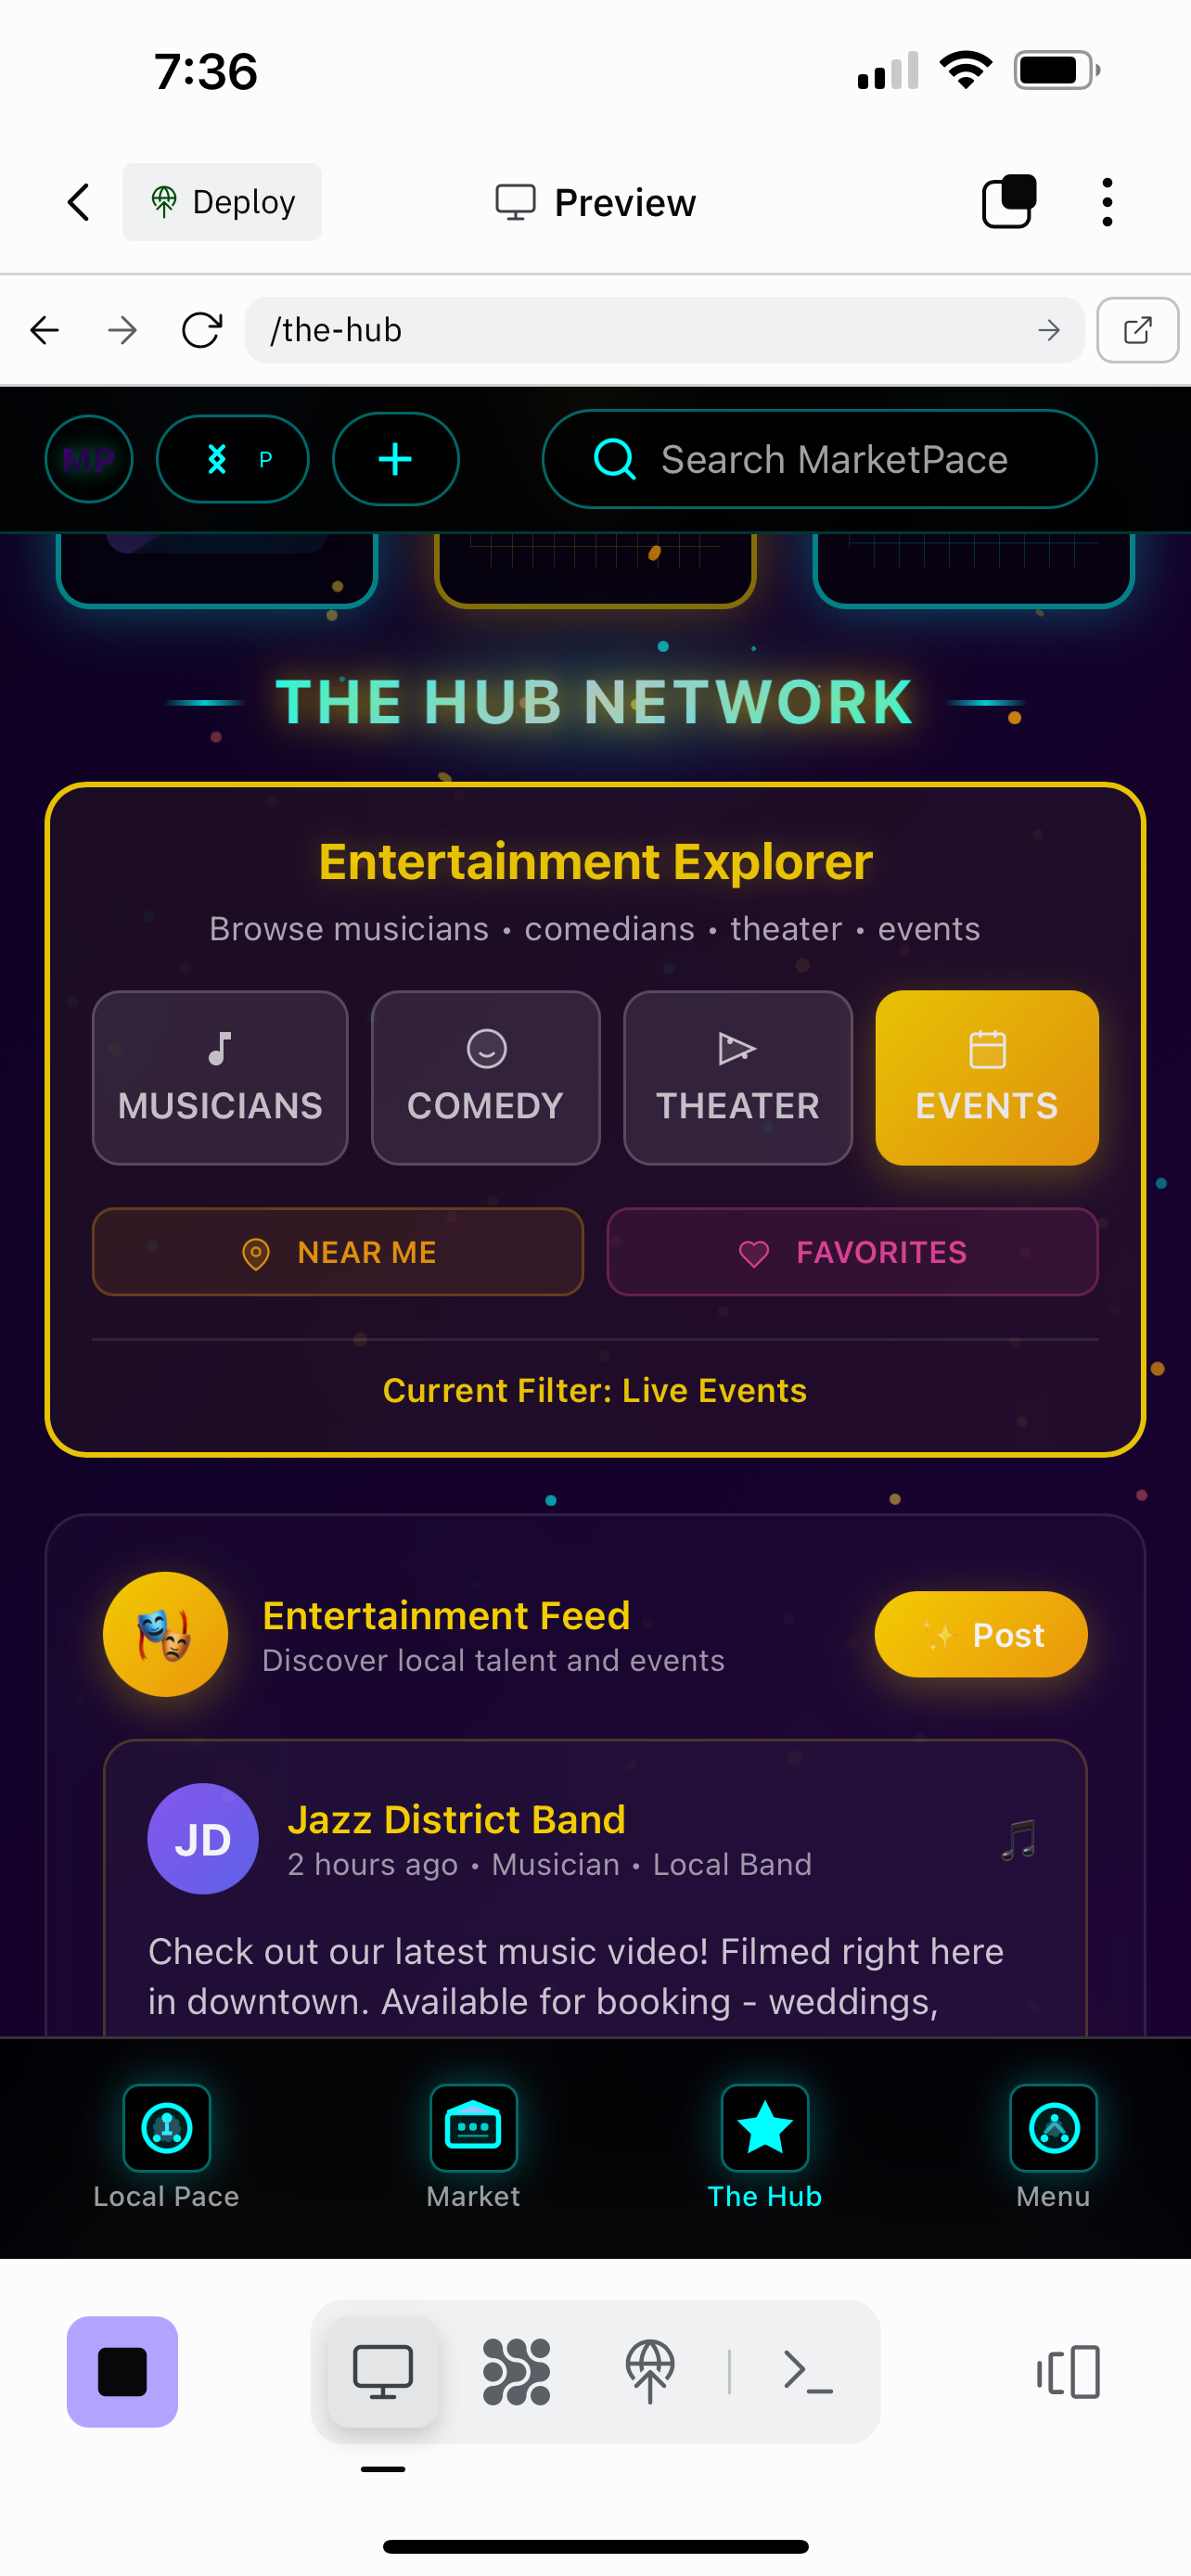 7:36
Deploy
Preview
/the-hub
MP
P
Search MarketPace
THE HUB NETWORK
Entertainment Explorer
Browse musicians • comedians • theater • events
MUSICIANS
COMEDY
THEATER
EVENTS
NEAR ME
FAVORITES
Current Filter: Live Events
Entertainment Feed
Discover local talent and events
✨ Post
JD
Jazz District Band
2 hours ago • Musician • Local Band
Check out our latest music video! Filmed right here
in downtown. Available for booking - weddings,
Local Pace
Market
The Hub
Menu